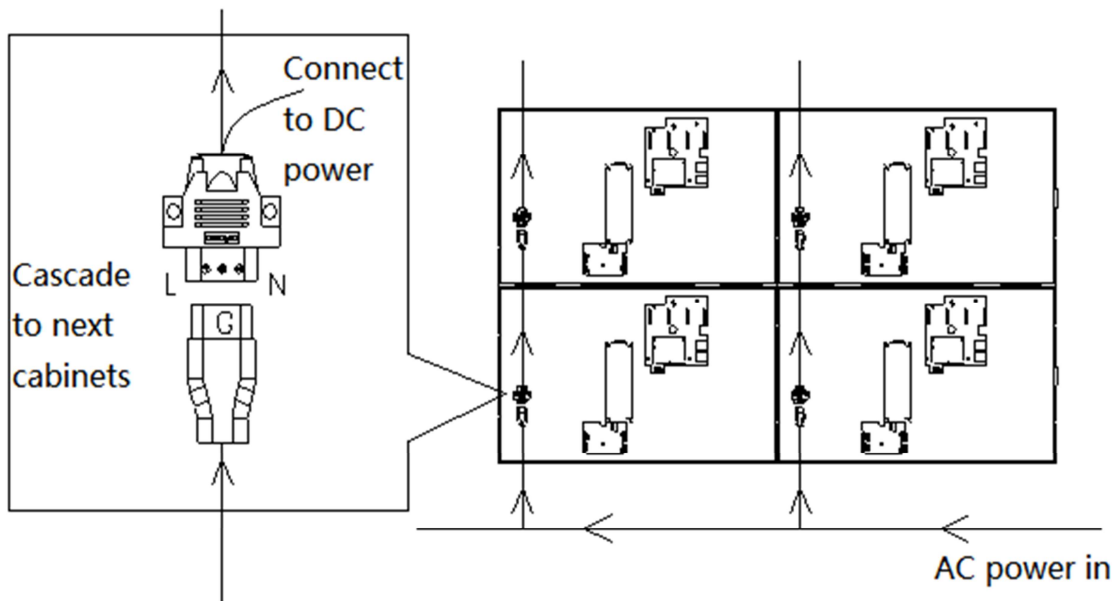 Connect
to DC
power
Cascade
to next
cabinets
L
N
G
AC power in